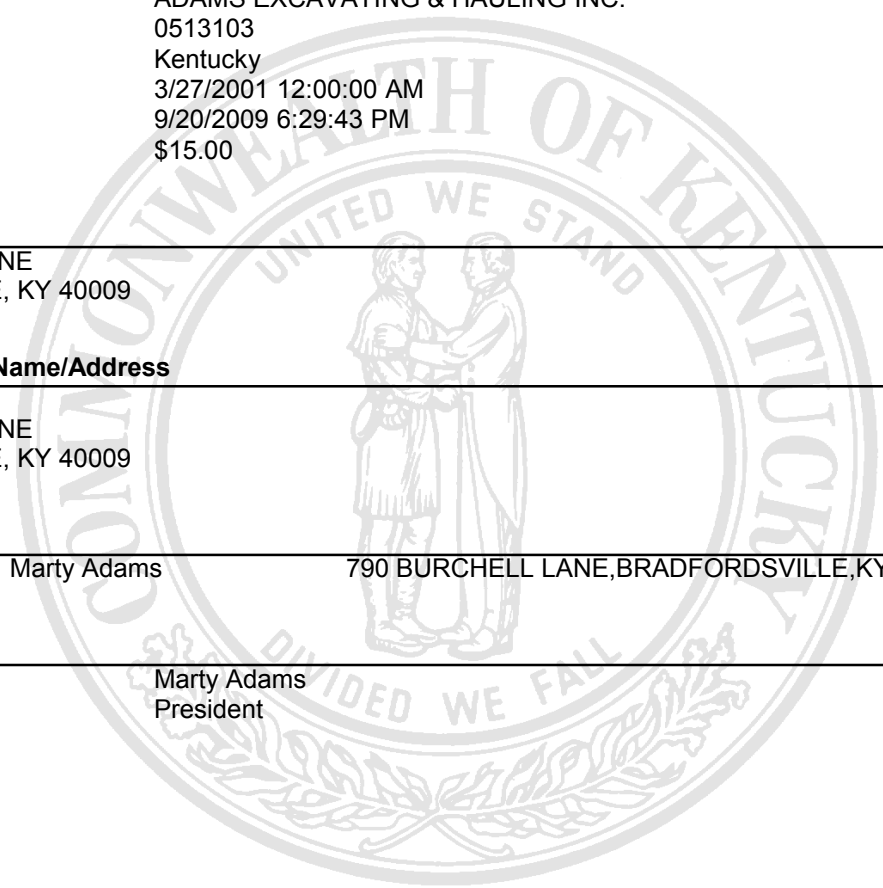 ADAMS EXCAVATING & HAULING INC.
0513103
Kentucky
3/27/2001 12:00:00 AM
9/20/2009 6:29:43 PM
$15.00
COMMONWEALTH OF KENTUCKY
UNITED WE STAND
NE
, KY 40009
Name/Address
NE
, KY 40009
Marty Adams 790 BURCHELL LANE,BRADFORDSVILLE,KY
DIVIDED WE FALL
Marty Adams
President